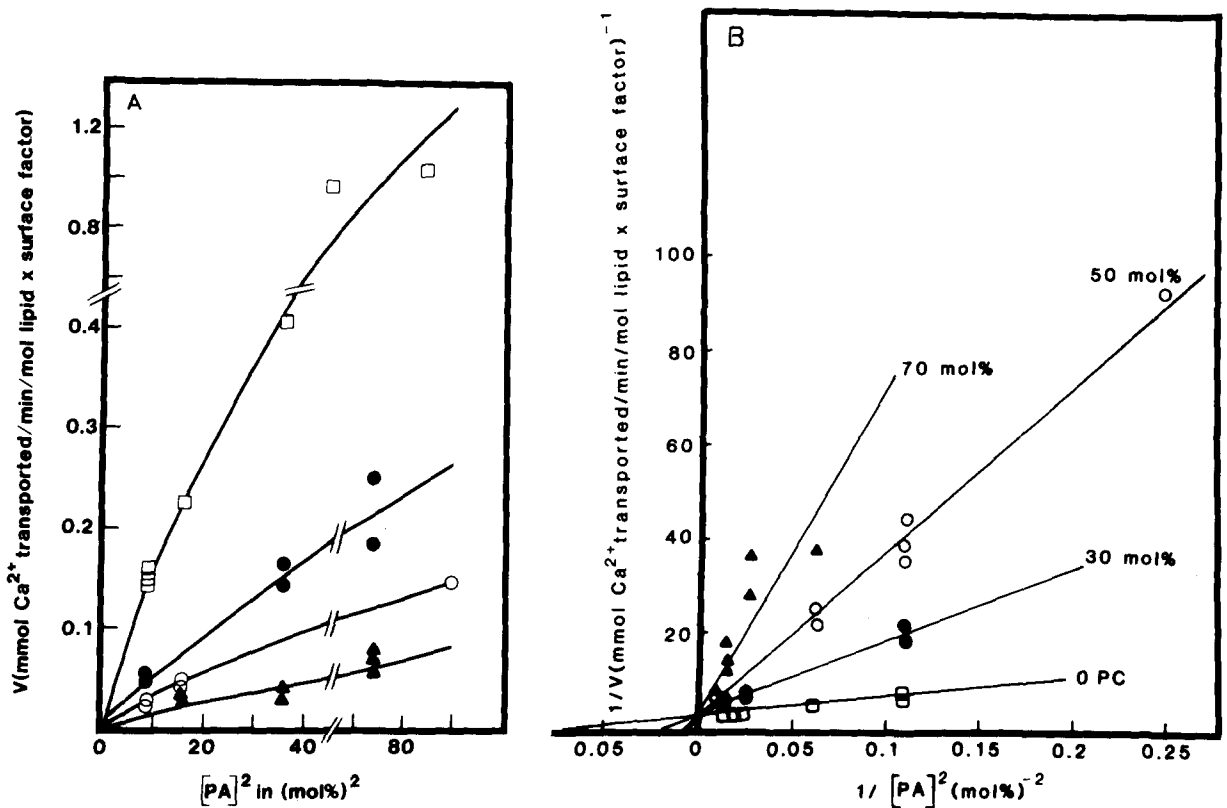 A
V(mmol Ca²⁺ transported/min/mol lipid x surface factor)
1.2
0.8
0.4
0.3
0.2
0.1
0
20
40
80
[PA]² in (mol%)²
B
1/V(mmol Ca²⁺ transported/min/mol lipid x surface factor)⁻¹
100
80
60
40
20
50 mol%
70 mol%
30 mol%
0 PC
0.05
0
0.05
0.1
0.15
0.2
0.25
1/ [PA]² (mol%)⁻²